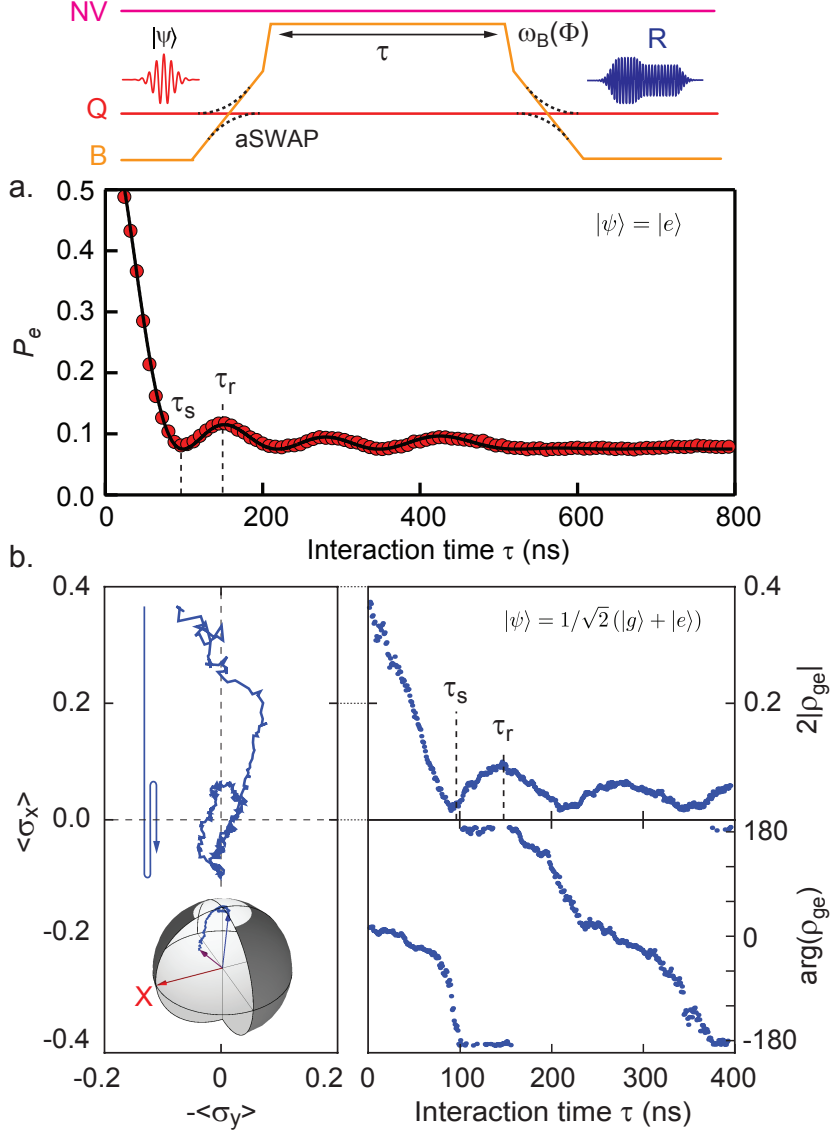 NV
|ψ⟩
τ
ω_B(Φ)
R
Q
aSWAP
B
a.
0.5
0.4
0.3
0.2
0.1
0.0
P_e
|ψ⟩ = |e⟩
τ_s
τ_r
0
200
400
600
800
Interaction time τ (ns)
b.
0.4
0.2
0.0
-0.2
-0.4
<σ_x>
X
-0.2
0
0.2
-<σ_y>
|ψ⟩ = 1/√2 (|g⟩ + |e⟩)
τ_s
τ_r
0.4
0.2
2|ρ_ge|
180
0
-180
arg(ρ_ge)
0
100
200
300
400
Interaction time τ (ns)